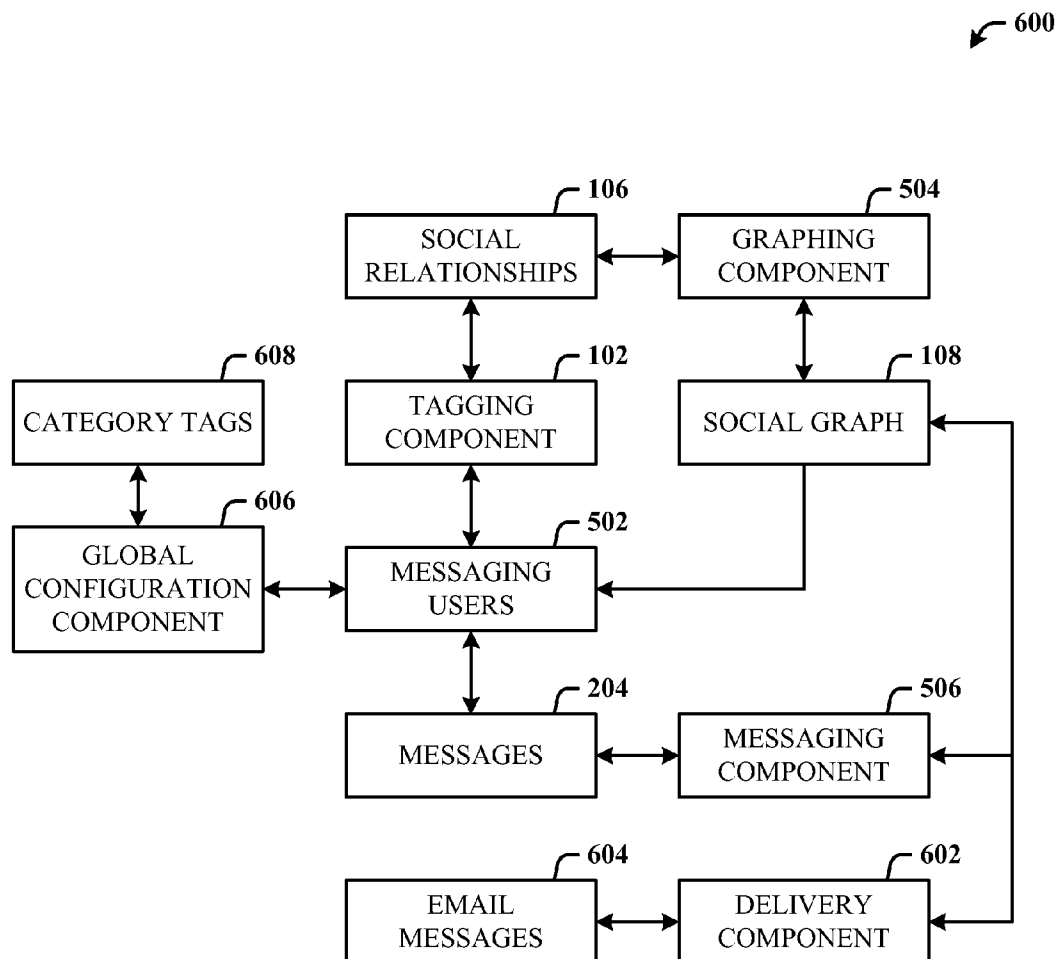 600
106
SOCIAL
RELATIONSHIPS
504
GRAPHING
COMPONENT
608
CATEGORY TAGS
102
TAGGING
COMPONENT
108
SOCIAL GRAPH
606
GLOBAL
CONFIGURATION
COMPONENT
502
MESSAGING
USERS
204
MESSAGES
506
MESSAGING
COMPONENT
604
EMAIL
MESSAGES
602
DELIVERY
COMPONENT